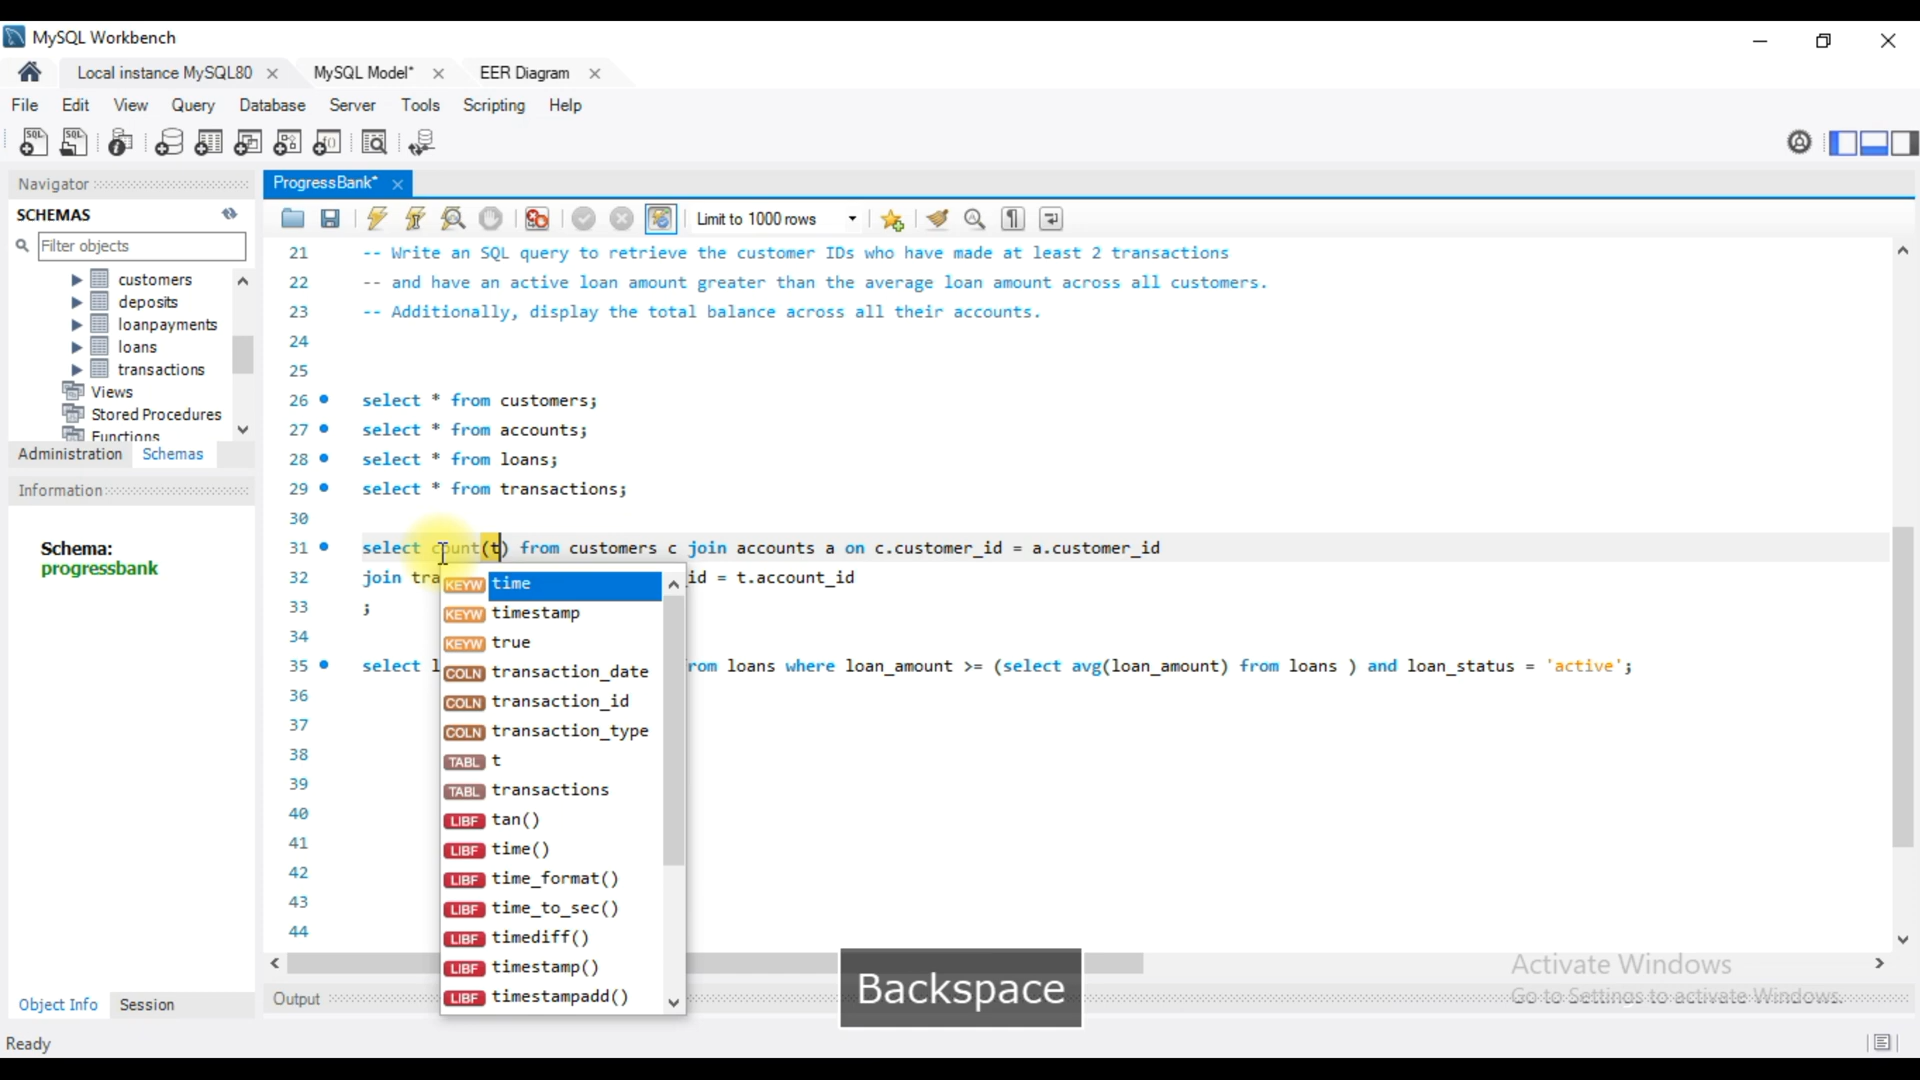 MySQL Workbench
Local instance MySQL80
MySQL Model*
EER Diagram
File Edit View Query Database Server Tools Scripting Help
Navigator
ProgressBank*
SCHEMAS
Limit to 1000 rows
Filter objects
customers
deposits
loanpayments
loans
transactions
Views
Stored Procedures
Functions
Administration Schemas
Information
Schema:
progressbank
Object Info Session
21 -- Write an SQL query to retrieve the customer IDs who have made at least 2 transactions
22 -- and have an active loan amount greater than the average loan amount across all customers.
23 -- Additionally, display the total balance across all their accounts.
24
25
26 select * from customers;
27 select * from accounts;
28 select * from loans;
29 select * from transactions;
30
31 select count(t) from customers c join accounts a on c.customer_id = a.customer_id
32 join tra id = t.account_id
33 ;
34
35 select l rom loans where loan_amount >= (select avg(loan_amount) from loans ) and loan_status = 'active';
36
37
38
39
40
41
42
43
44
KEYW time
KEYW timestamp
KEYW true
COLN transaction_date
COLN transaction_id
COLN transaction_type
TABL t
TABL transactions
LIBF tan()
LIBF time()
LIBF time_format()
LIBF time_to_sec()
LIBF timediff()
LIBF timestamp()
LIBF timestampadd()
Backspace
Activate Windows
Go to Settings to activate Windows.
Output
Ready